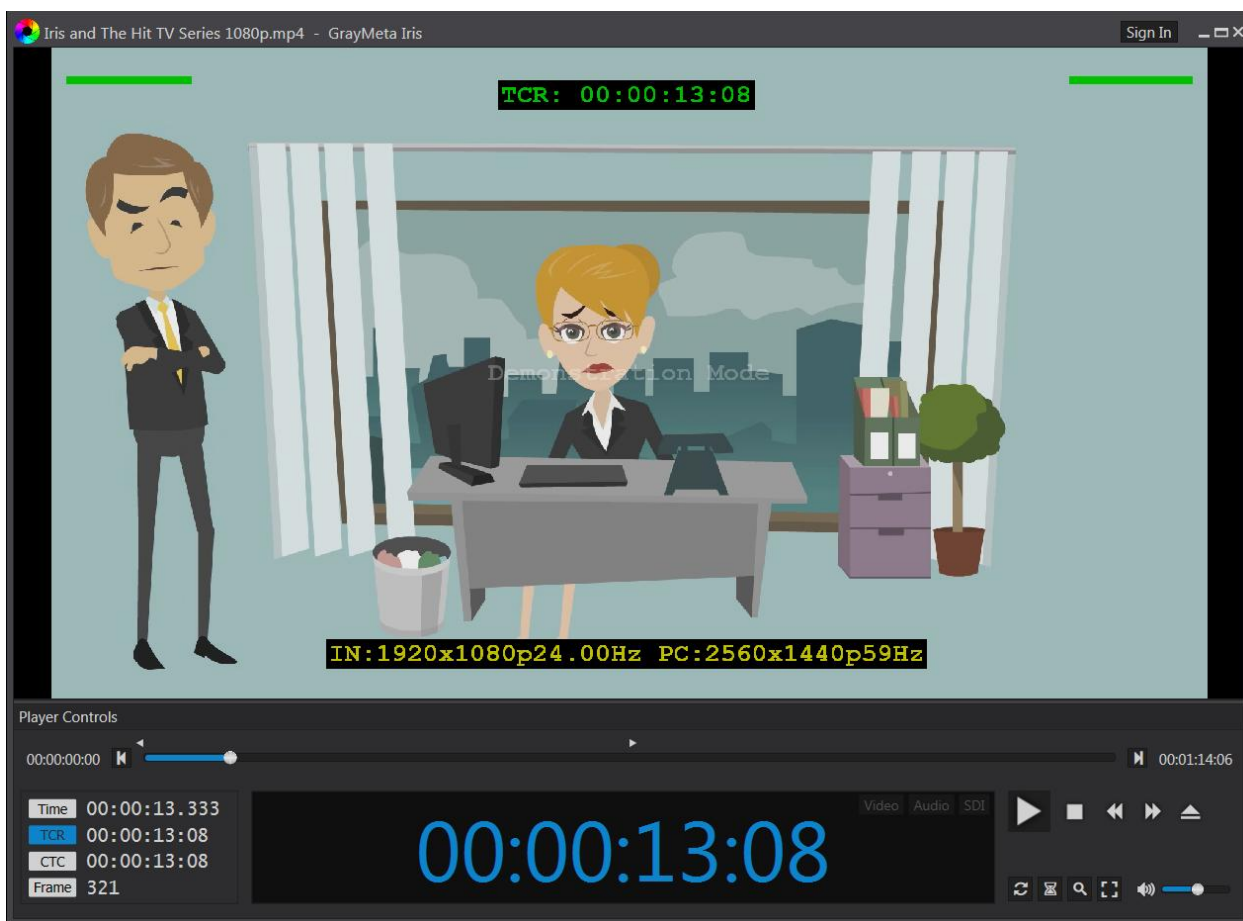 Iris and The Hit TV Series 1080p.mp4 - GrayMeta Iris Sign In
TCR: 00:00:13:08
Demonstration Mode
IN:1920x1080p24.00Hz PC:2560x1440p59Hz
Player Controls
00:00:00:00 00:01:14:06
Time 00:00:13.333
TCR 00:00:13:08
CTC 00:00:13:08
Frame 321
Video Audio SDI
00:00:13:08